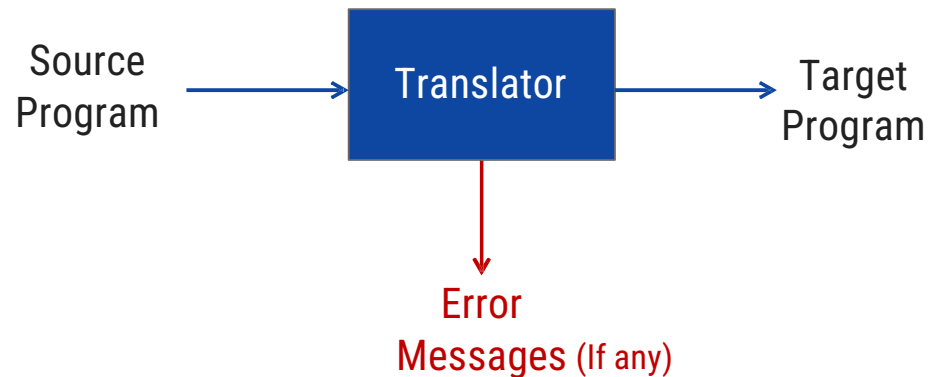 Source
Program
Translator
Target
Program
Error
Messages (If any)